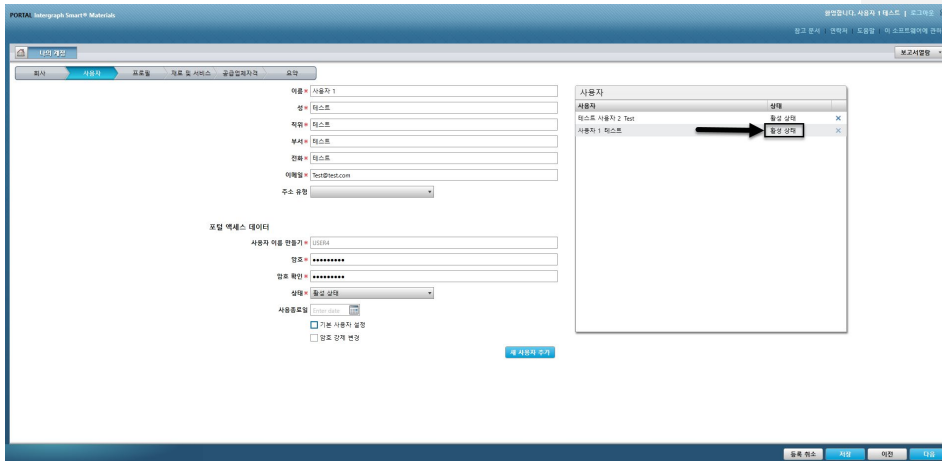 PORTAL Intergraph Smart® Materials
환영합니다. 사용자 1 테스트 | 로그아웃
참고 문서 | 연락처 | 도움말 | 이 소프트웨어에 관하
나의 계정
보고서열람
회사
사용자
프로필
재료 및 서비스
공급업체자격
요약
이름* 사용자 1
성* 테스트
직위* 테스트
부서* 테스트
전화* 테스트
이메일* Test@test.com
주소 유형
포털 액세스 데이터
사용자 이름 만들기* USER4
암호* •••••••••
암호 확인* •••••••••
상태* 활성 상태
사용종료일 Enter date
기본 사용자 설정
암호 강제 변경
새 사용자 추가
사용자
사용자 상태
테스트 사용자 2 Test 활성 상태 ×
사용자 1 테스트 활성 상태 ×
등록 취소 저장 이전 다음